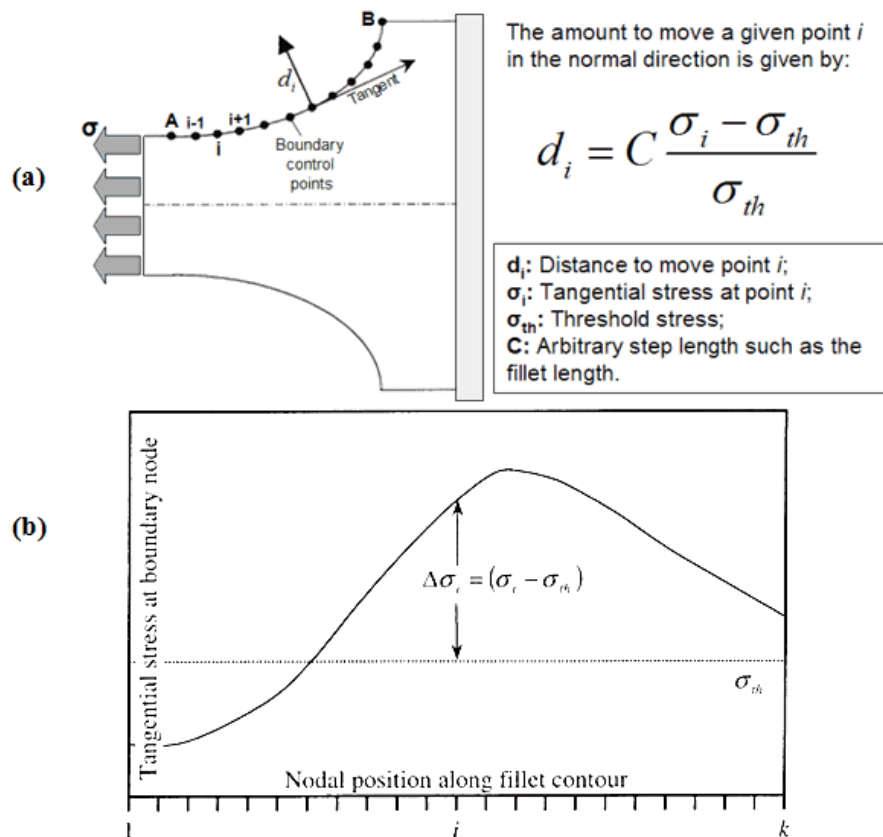 (a)
B
d_i
Tangent
A i-1 i+1
i
σ
Boundary
control
points
The amount to move a given point i
in the normal direction is given by:
d_i = C (σ_i − σ_th) / σ_th
d_i: Distance to move point i;
σ_i: Tangential stress at point i;
σ_th: Threshold stress;
C: Arbitrary step length such as the
fillet length.
(b)
Tangential stress at boundary node
Δσ_i = (σ_i − σ_th)
σ_th
Nodal position along fillet contour
1 i k